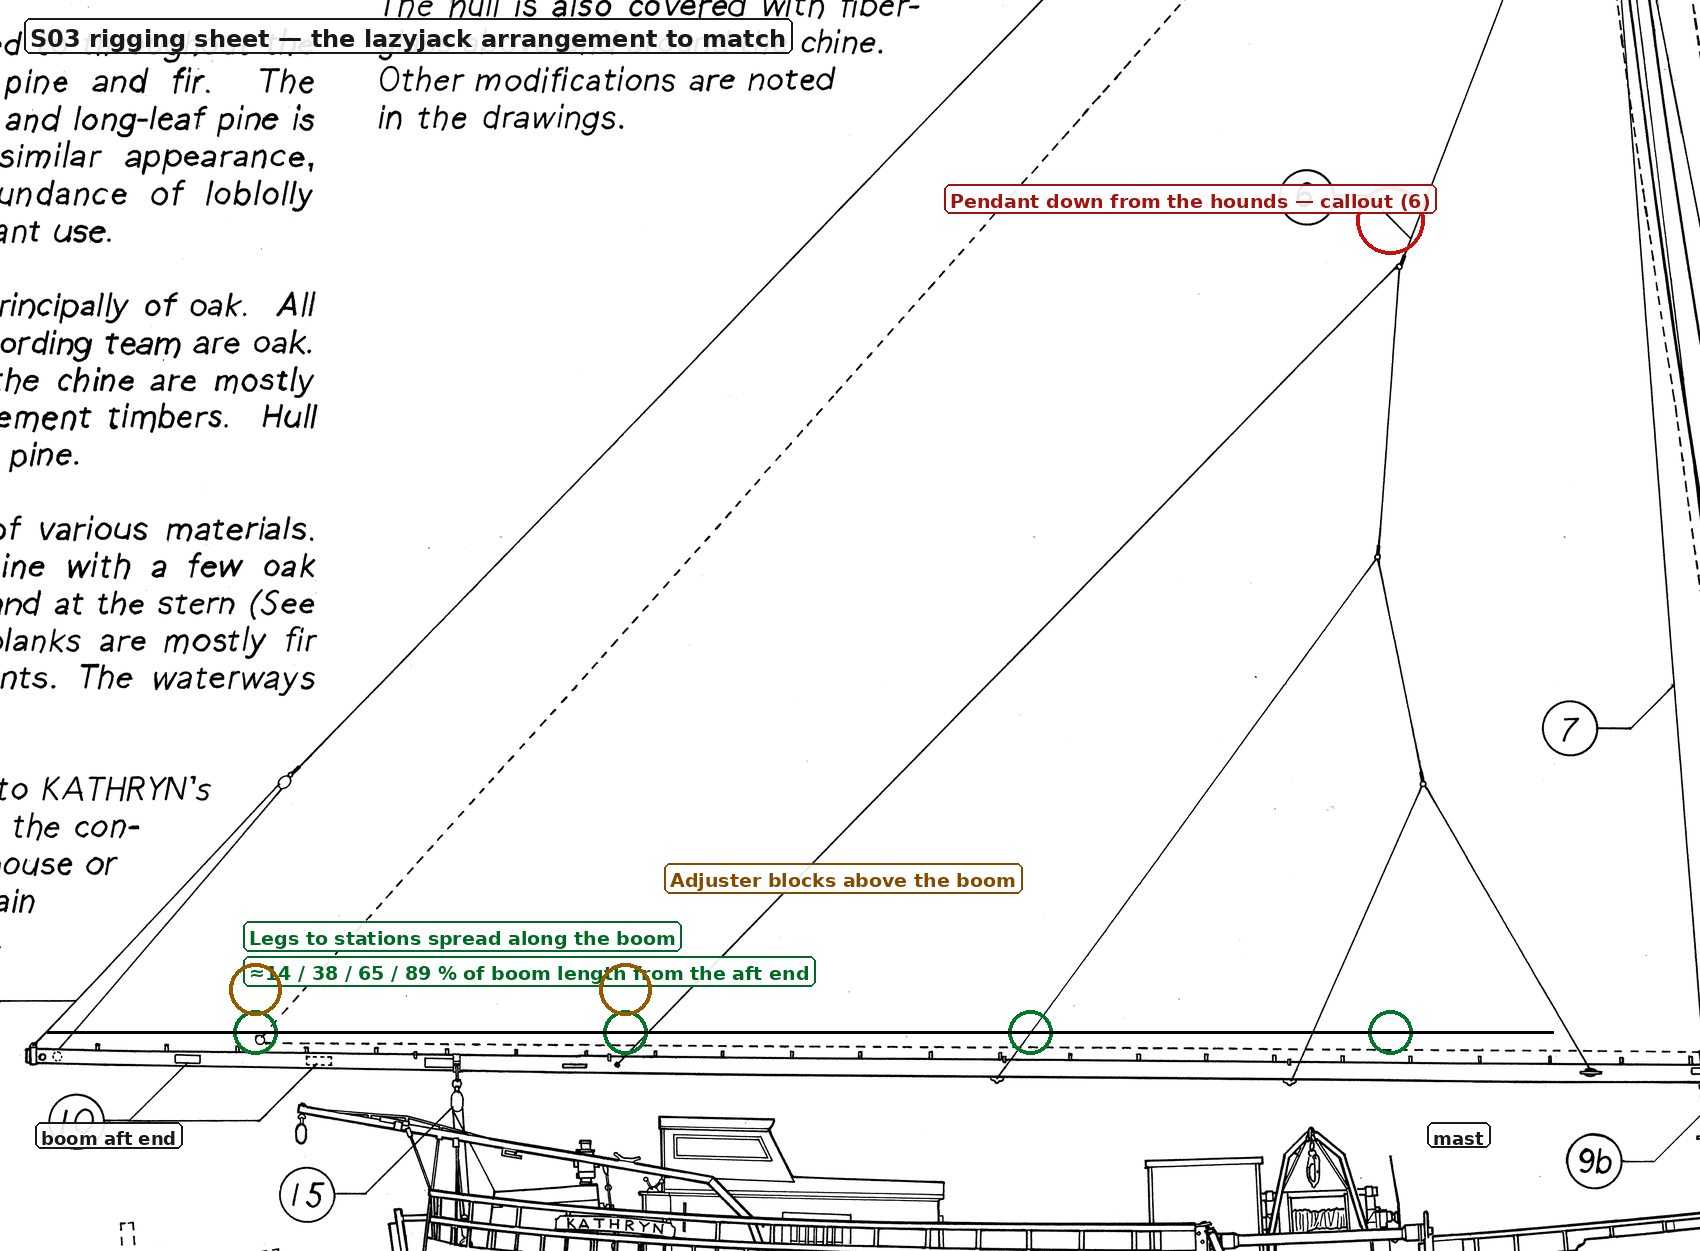 S03 rigging sheet — the lazyjack arrangement to match
The hull is also covered with fiber-
chine.
Other modifications are noted
in the drawings.
pine and fir. The
and long-leaf pine is
similar appearance,
undance of loblolly
ant use.
rincipally of oak. All
ording team are oak.
the chine are mostly
ement timbers. Hull
pine.
of various materials.
ine with a few oak
and at the stern (See
planks are mostly fir
nts. The waterways
to KATHRYN's
the con-
house or
ain
Pendant down from the hounds — callout (6)
6
7
Adjuster blocks above the boom
Legs to stations spread along the boom
≈14 / 38 / 65 / 89 % of boom length from the aft end
10
boom aft end
mast
9b
15
KATHRYN